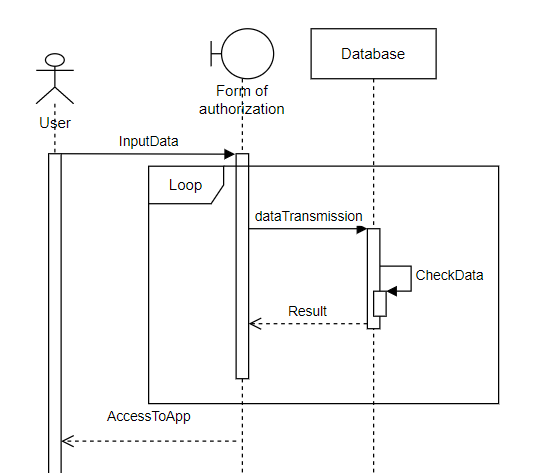 Database
Form of
authorization
User
InputData
Loop
dataTransmission
CheckData
Result
AccessToApp